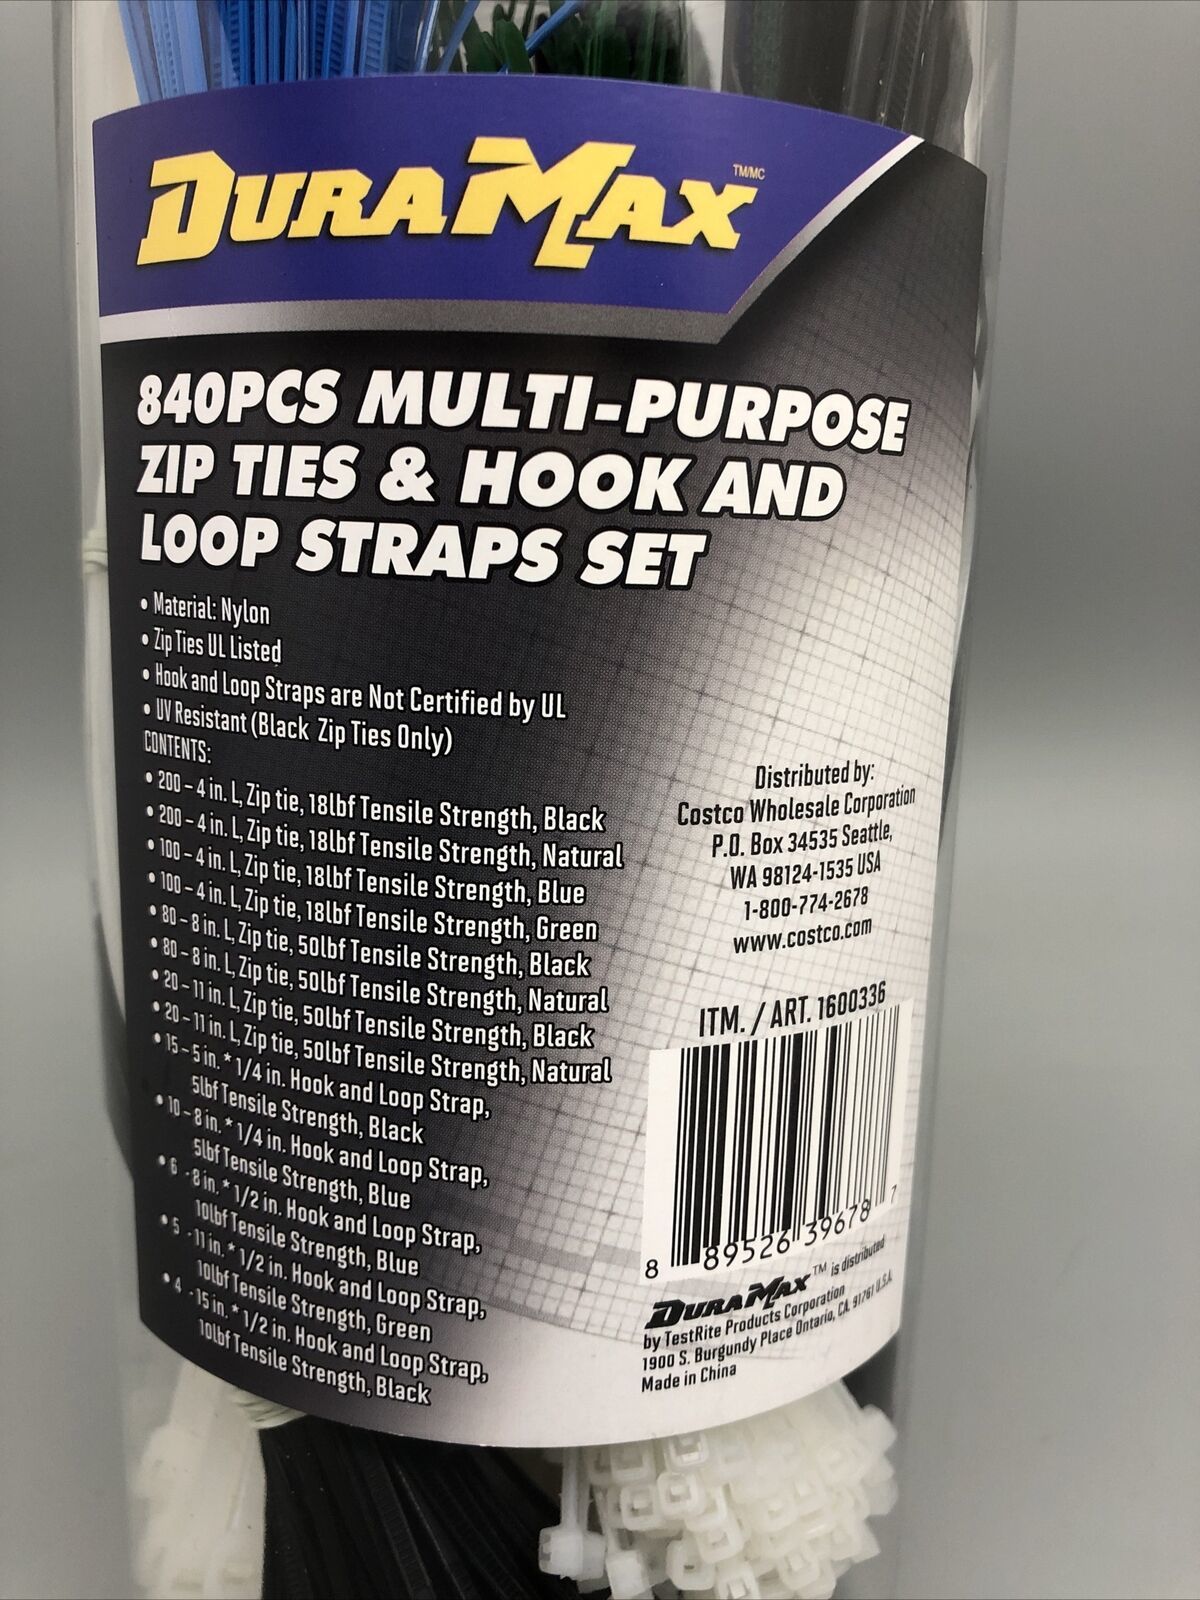 DURAMAX TM/MC
840PCS MULTI-PURPOSE
ZIP TIES & HOOK AND
LOOP STRAPS SET
• Material: Nylon
• Zip Ties UL Listed
• Hook and Loop Straps are Not Certified by UL
• UV Resistant (Black Zip Ties Only)
CONTENTS:
• 200 – 4 in. L, Zip tie, 18lbf Tensile Strength, Black
• 200 – 4 in. L, Zip tie, 18lbf Tensile Strength, Natural
• 100 – 4 in. L, Zip tie, 18lbf Tensile Strength, Blue
• 100 – 4 in. L, Zip tie, 18lbf Tensile Strength, Green
• 80 – 8 in. L, Zip tie, 50lbf Tensile Strength, Black
• 80 – 8 in. L, Zip tie, 50lbf Tensile Strength, Natural
• 20 – 11 in. L, Zip tie, 50lbf Tensile Strength, Black
• 20 – 11 in. L, Zip tie, 50lbf Tensile Strength, Natural
• 15 – 5 in. * 1/4 in. Hook and Loop Strap,
5lbf Tensile Strength, Black
• 10 – 8 in. * 1/4 in. Hook and Loop Strap,
5lbf Tensile Strength, Blue
• 6 - 8 in. * 1/2 in. Hook and Loop Strap,
10lbf Tensile Strength, Blue
• 5 - 11 in. * 1/2 in. Hook and Loop Strap,
10lbf Tensile Strength, Green
• 4 - 15 in. * 1/2 in. Hook and Loop Strap,
10lbf Tensile Strength, Black
Distributed by:
Costco Wholesale Corporation
P.O. Box 34535 Seattle,
WA 98124-1535 USA
1-800-774-2678
www.costco.com
ITM. / ART. 1600336
8 89526 39678 7
DURAMAX™ is distributed
by TestRite Products Corporation
1900 S. Burgundy Place Ontario, CA. 91761 U.S.A.
Made in China